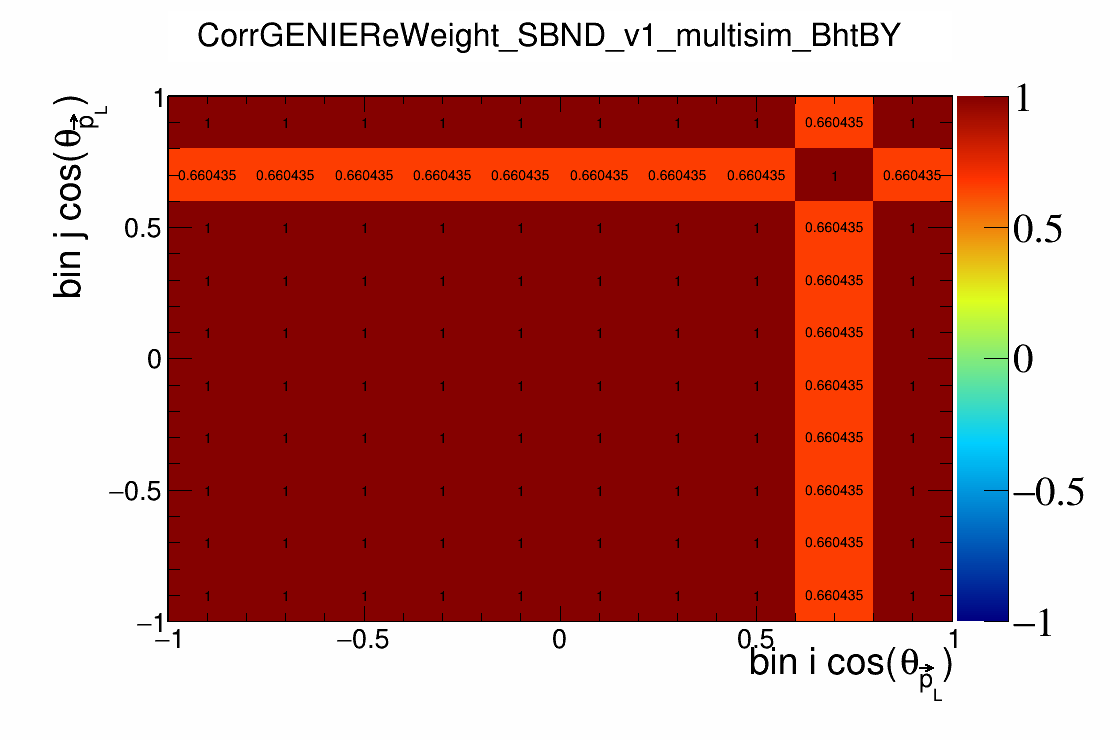 CorrGENIEReWeight_SBND_v1_multisim_BhtBY
bin j cos(θ_p⃗_L)
1
0.5
0
−0.5
−1
1 1 1 1 1 1 1 1 0.660435 1
0.660435 0.660435 0.660435 0.660435 0.660435 0.660435 0.660435 0.660435 1 0.660435
1 1 1 1 1 1 1 1 0.660435 1
1 1 1 1 1 1 1 1 0.660435 1
1 1 1 1 1 1 1 1 0.660435 1
1 1 1 1 1 1 1 1 0.660435 1
1 1 1 1 1 1 1 1 0.660435 1
1 1 1 1 1 1 1 1 0.660435 1
1 1 1 1 1 1 1 1 0.660435 1
1 1 1 1 1 1 1 1 0.660435 1
−1 −0.5 0 0.5 1
bin i cos(θ_p⃗_L)
1
0.5
0
−0.5
−1